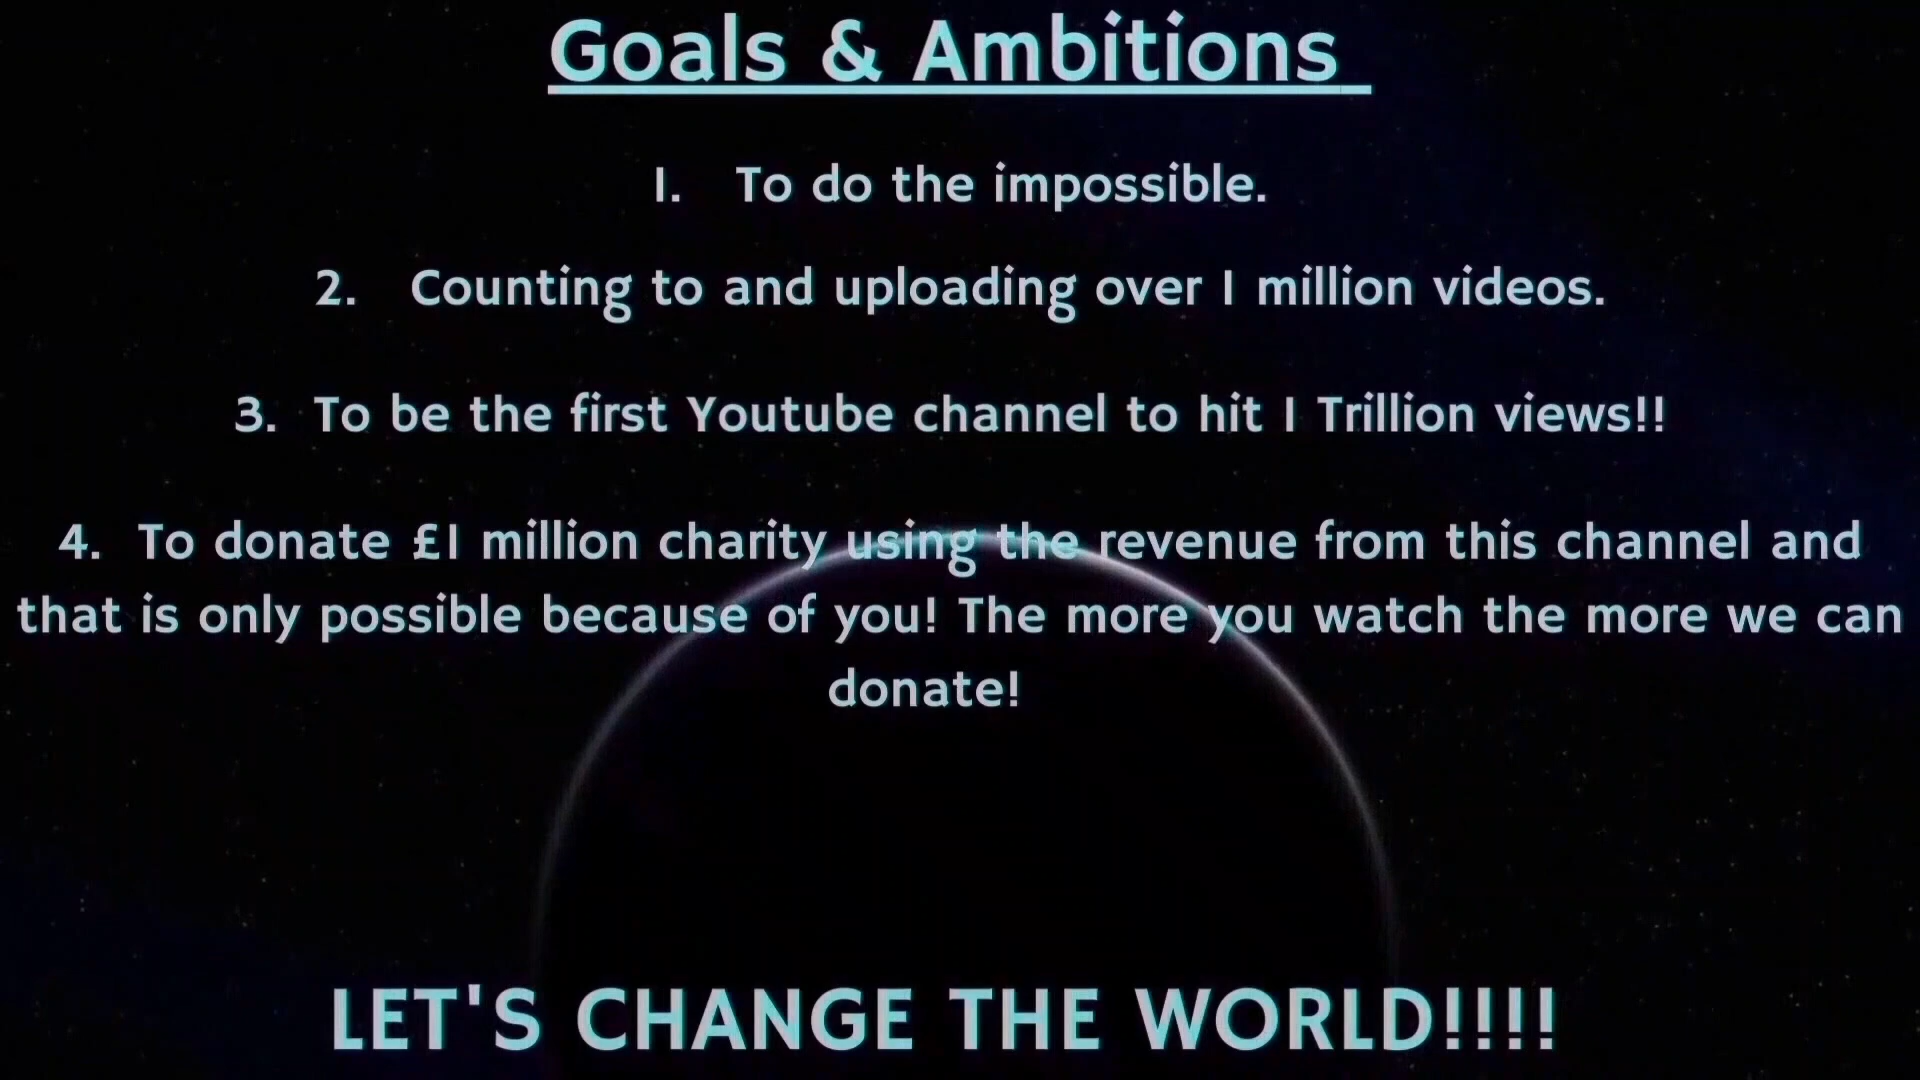 Goals & Ambitions
1. To do the impossible.
2. Counting to and uploading over 1 million videos.
3. To be the first Youtube channel to hit 1 Trillion views!!
4. To donate £1 million charity using the revenue from this channel and
that is only possible because of you! The more you watch the more we can
donate!
LET'S CHANGE THE WORLD!!!!